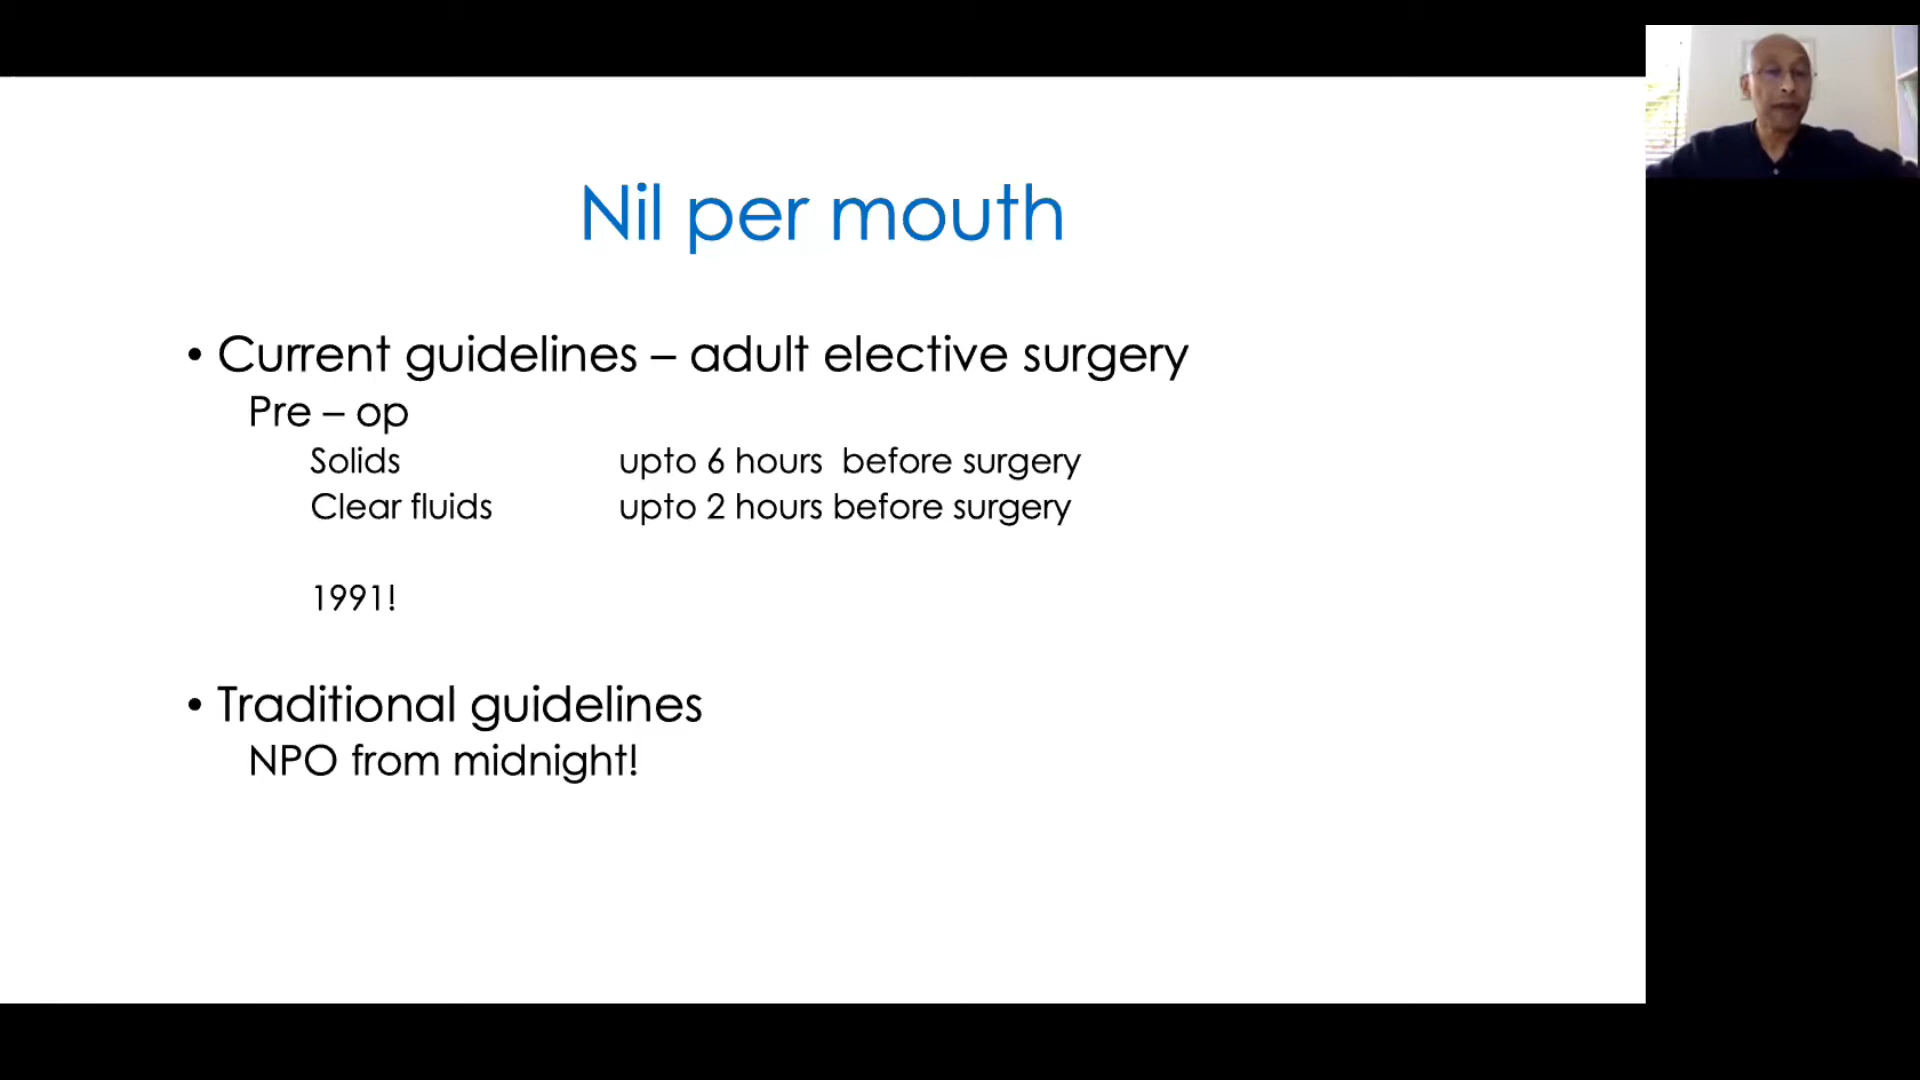 Nil per mouth
• Current guidelines – adult elective surgery
Pre – op
Solids upto 6 hours before surgery
Clear fluids upto 2 hours before surgery
1991!
• Traditional guidelines
NPO from midnight!